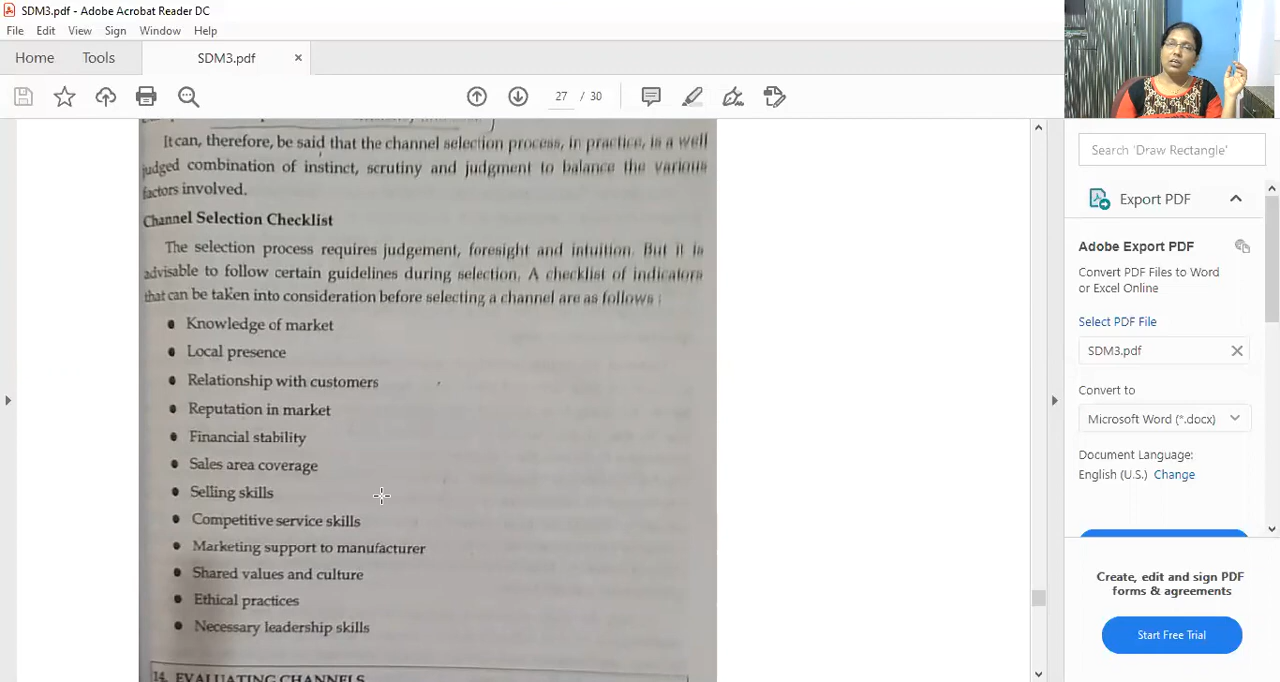 SDM3.pdf - Adobe Acrobat Reader DC
File Edit View Sign Window Help
Home Tools SDM3.pdf ×
27 / 30
It can, therefore, be said that the channel selection process, in practice, is a well
judged combination of instinct, scrutiny and judgment to balance the various
factors involved.
Channel Selection Checklist
The selection process requires judgement, foresight and intuition. But it is
advisable to follow certain guidelines during selection. A checklist of indicators
that can be taken into consideration before selecting a channel are as follows :
• Knowledge of market
• Local presence
• Relationship with customers
• Reputation in market
• Financial stability
• Sales area coverage
• Selling skills
• Competitive service skills
• Marketing support to manufacturer
• Shared values and culture
• Ethical practices
• Necessary leadership skills
14. EVALUATING CHANNELS
Search 'Draw Rectangle'
Export PDF
Adobe Export PDF
Convert PDF Files to Word
or Excel Online
Select PDF File
SDM3.pdf
Convert to
Microsoft Word (*.docx)
Document Language:
English (U.S.) Change
Create, edit and sign PDF
forms & agreements
Start Free Trial